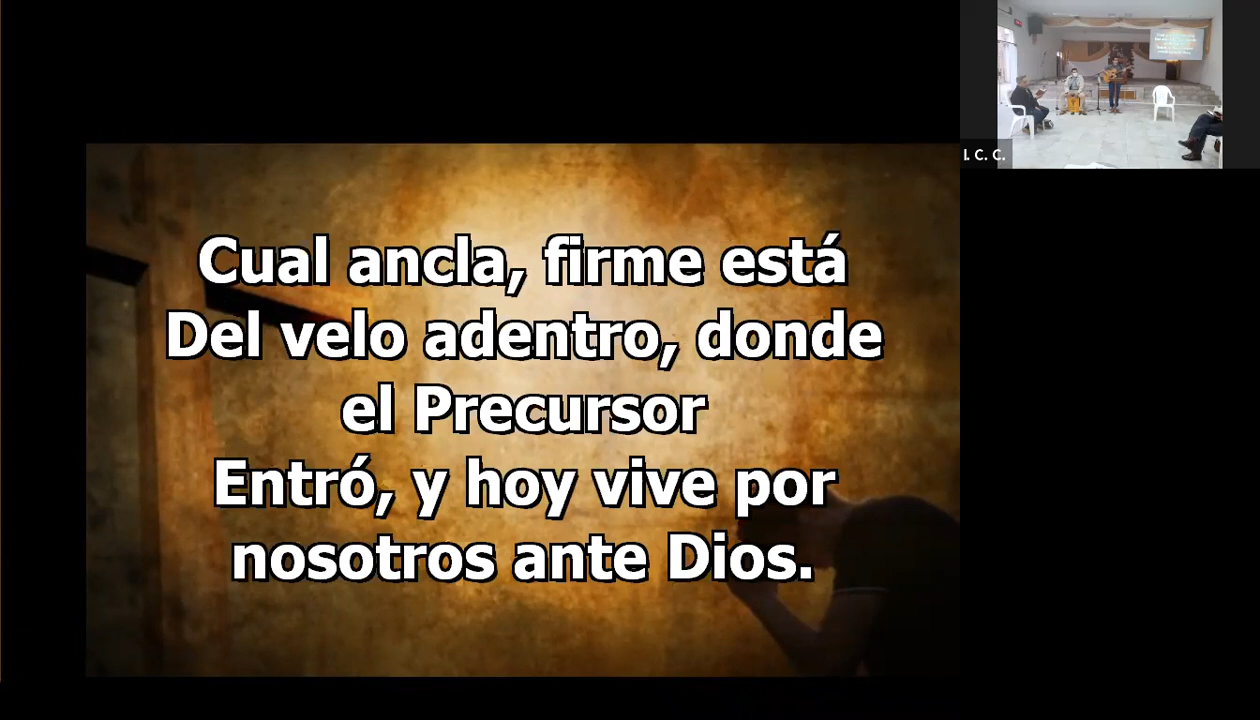 Cual ancla, firme está
Del velo adentro, donde
el Precursor
Entró, y hoy vive por
nosotros ante Dios.
I. C. C.